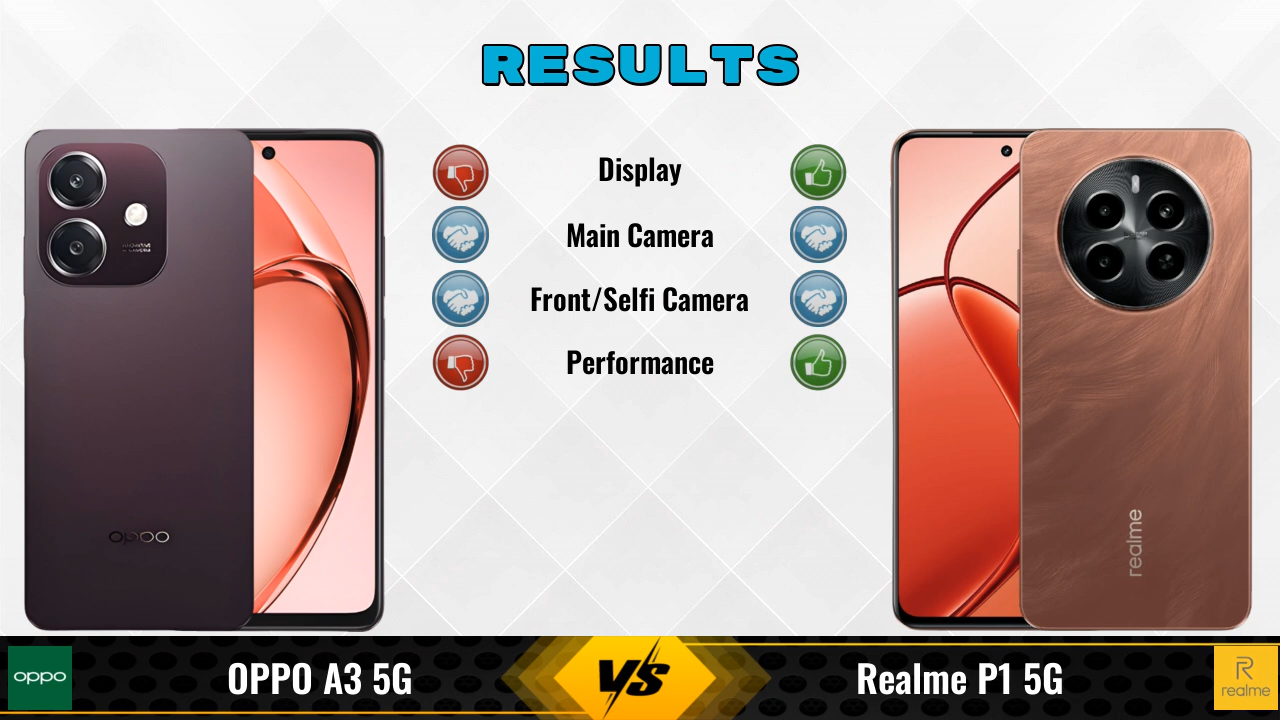 RESULTS
Display
Main Camera
Front/Selfi Camera
Performance
oppo
realme
oppo
OPPO A3 5G
VS
Realme P1 5G
R
realme